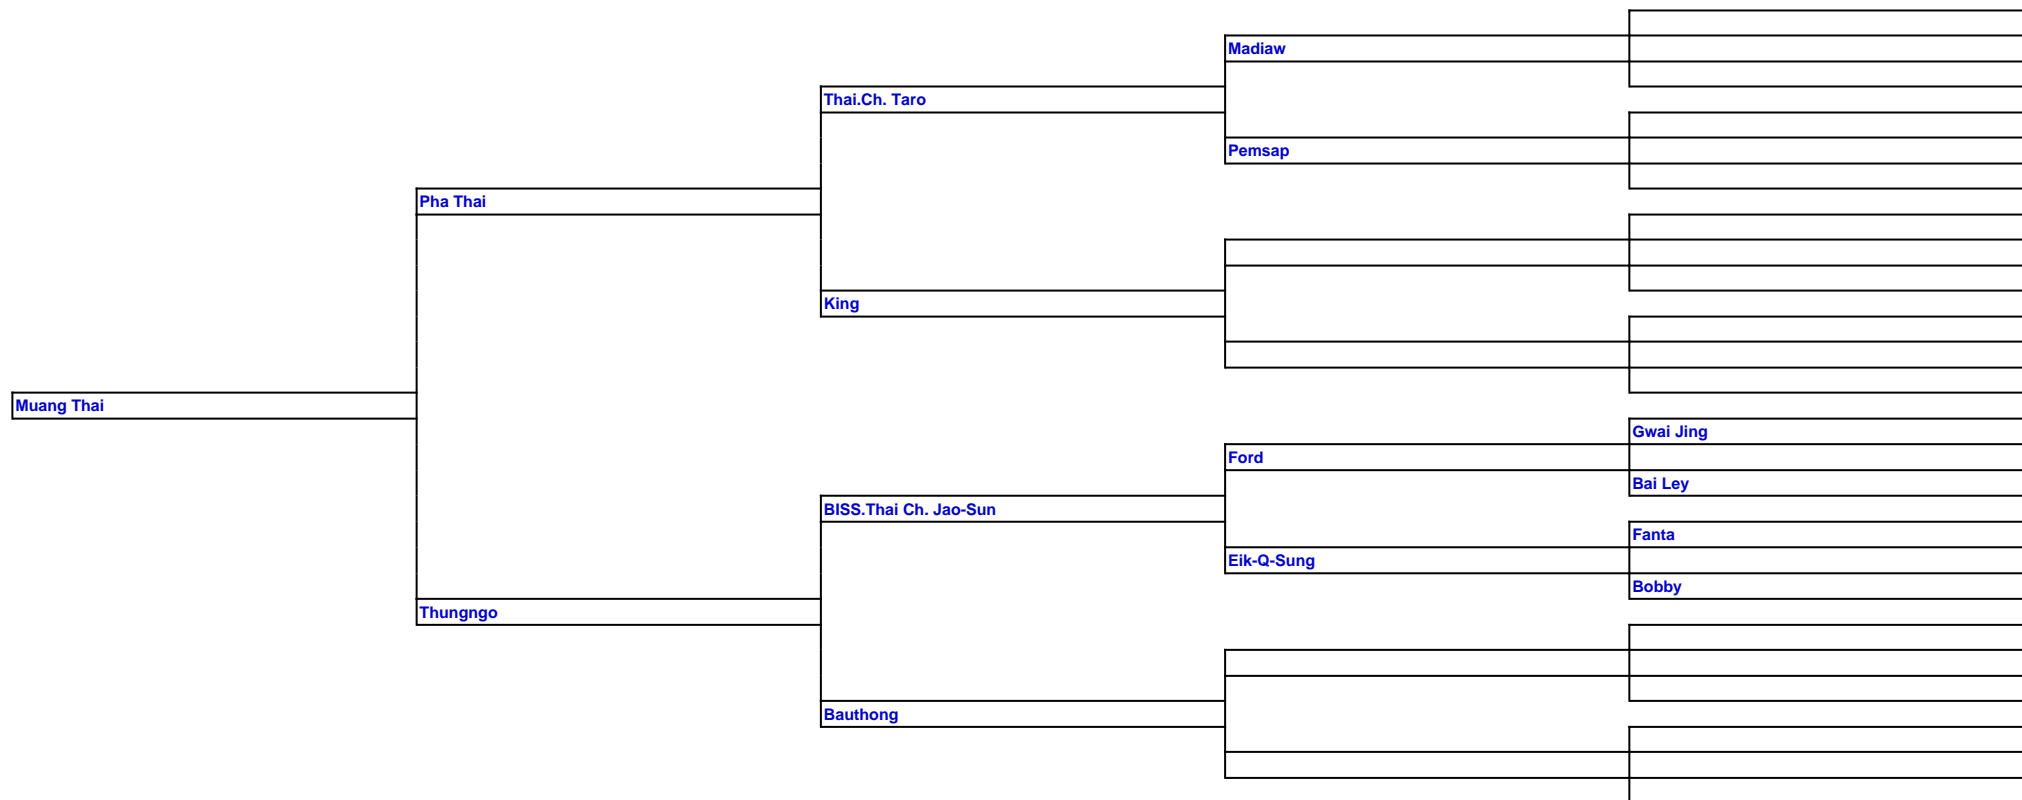 Madiaw
Thai.Ch. Taro
Pemsap
Pha Thai
King
Muang Thai
Gwai Jing
Ford
Bai Ley
BISS.Thai Ch. Jao-Sun
Fanta
Eik-Q-Sung
Bobby
Thungngo
Bauthong